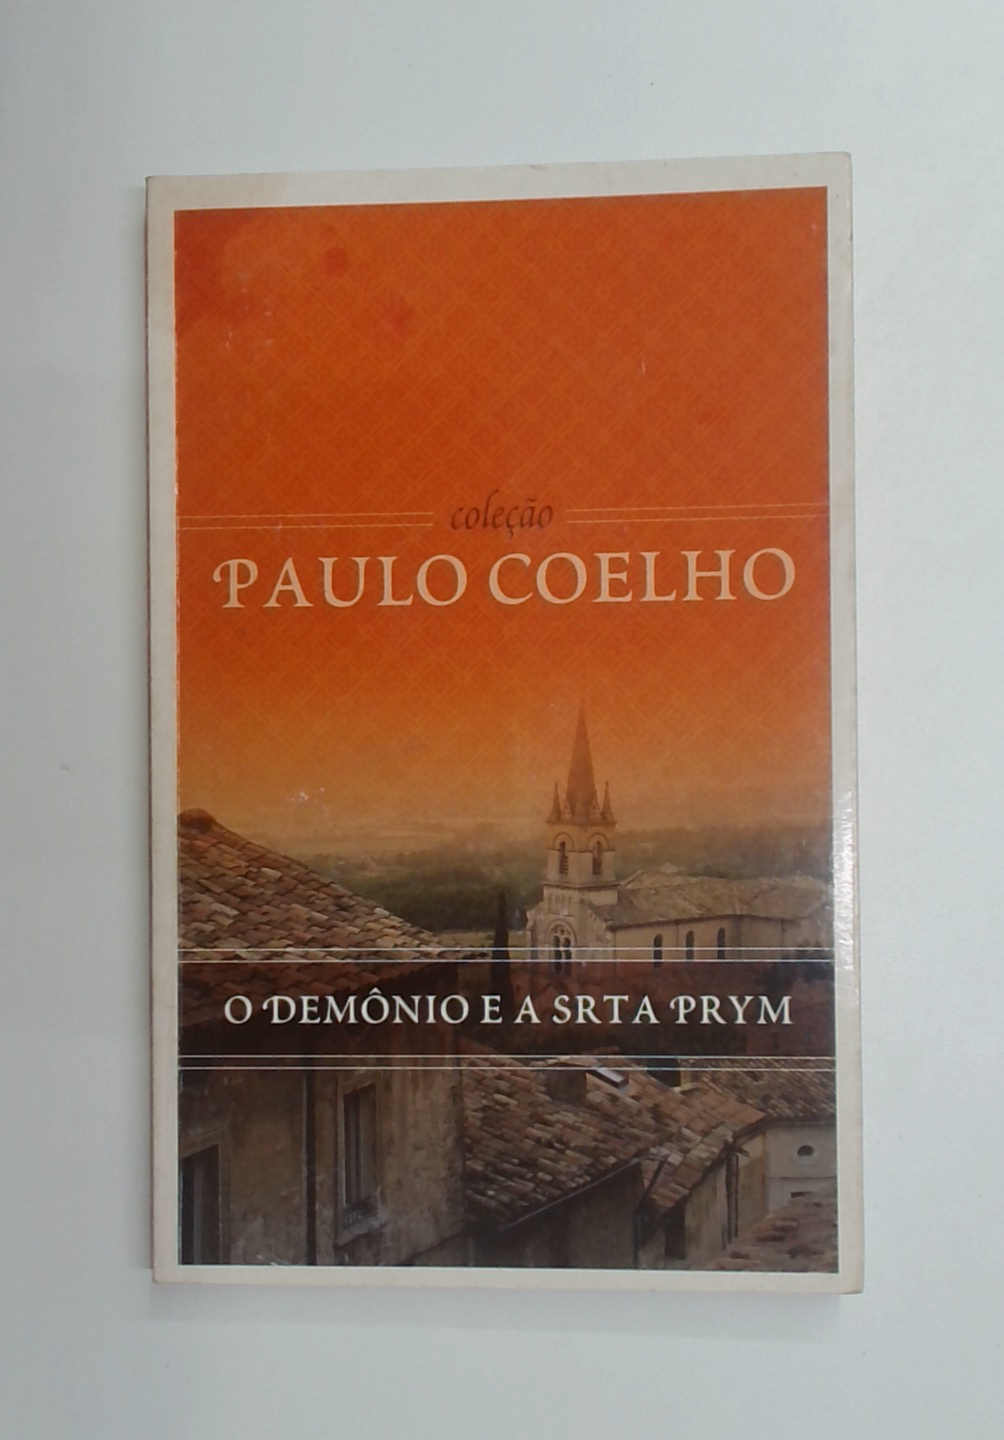 coleção
PAULO COELHO
O DEMÔNIO E A SRTA PRYM